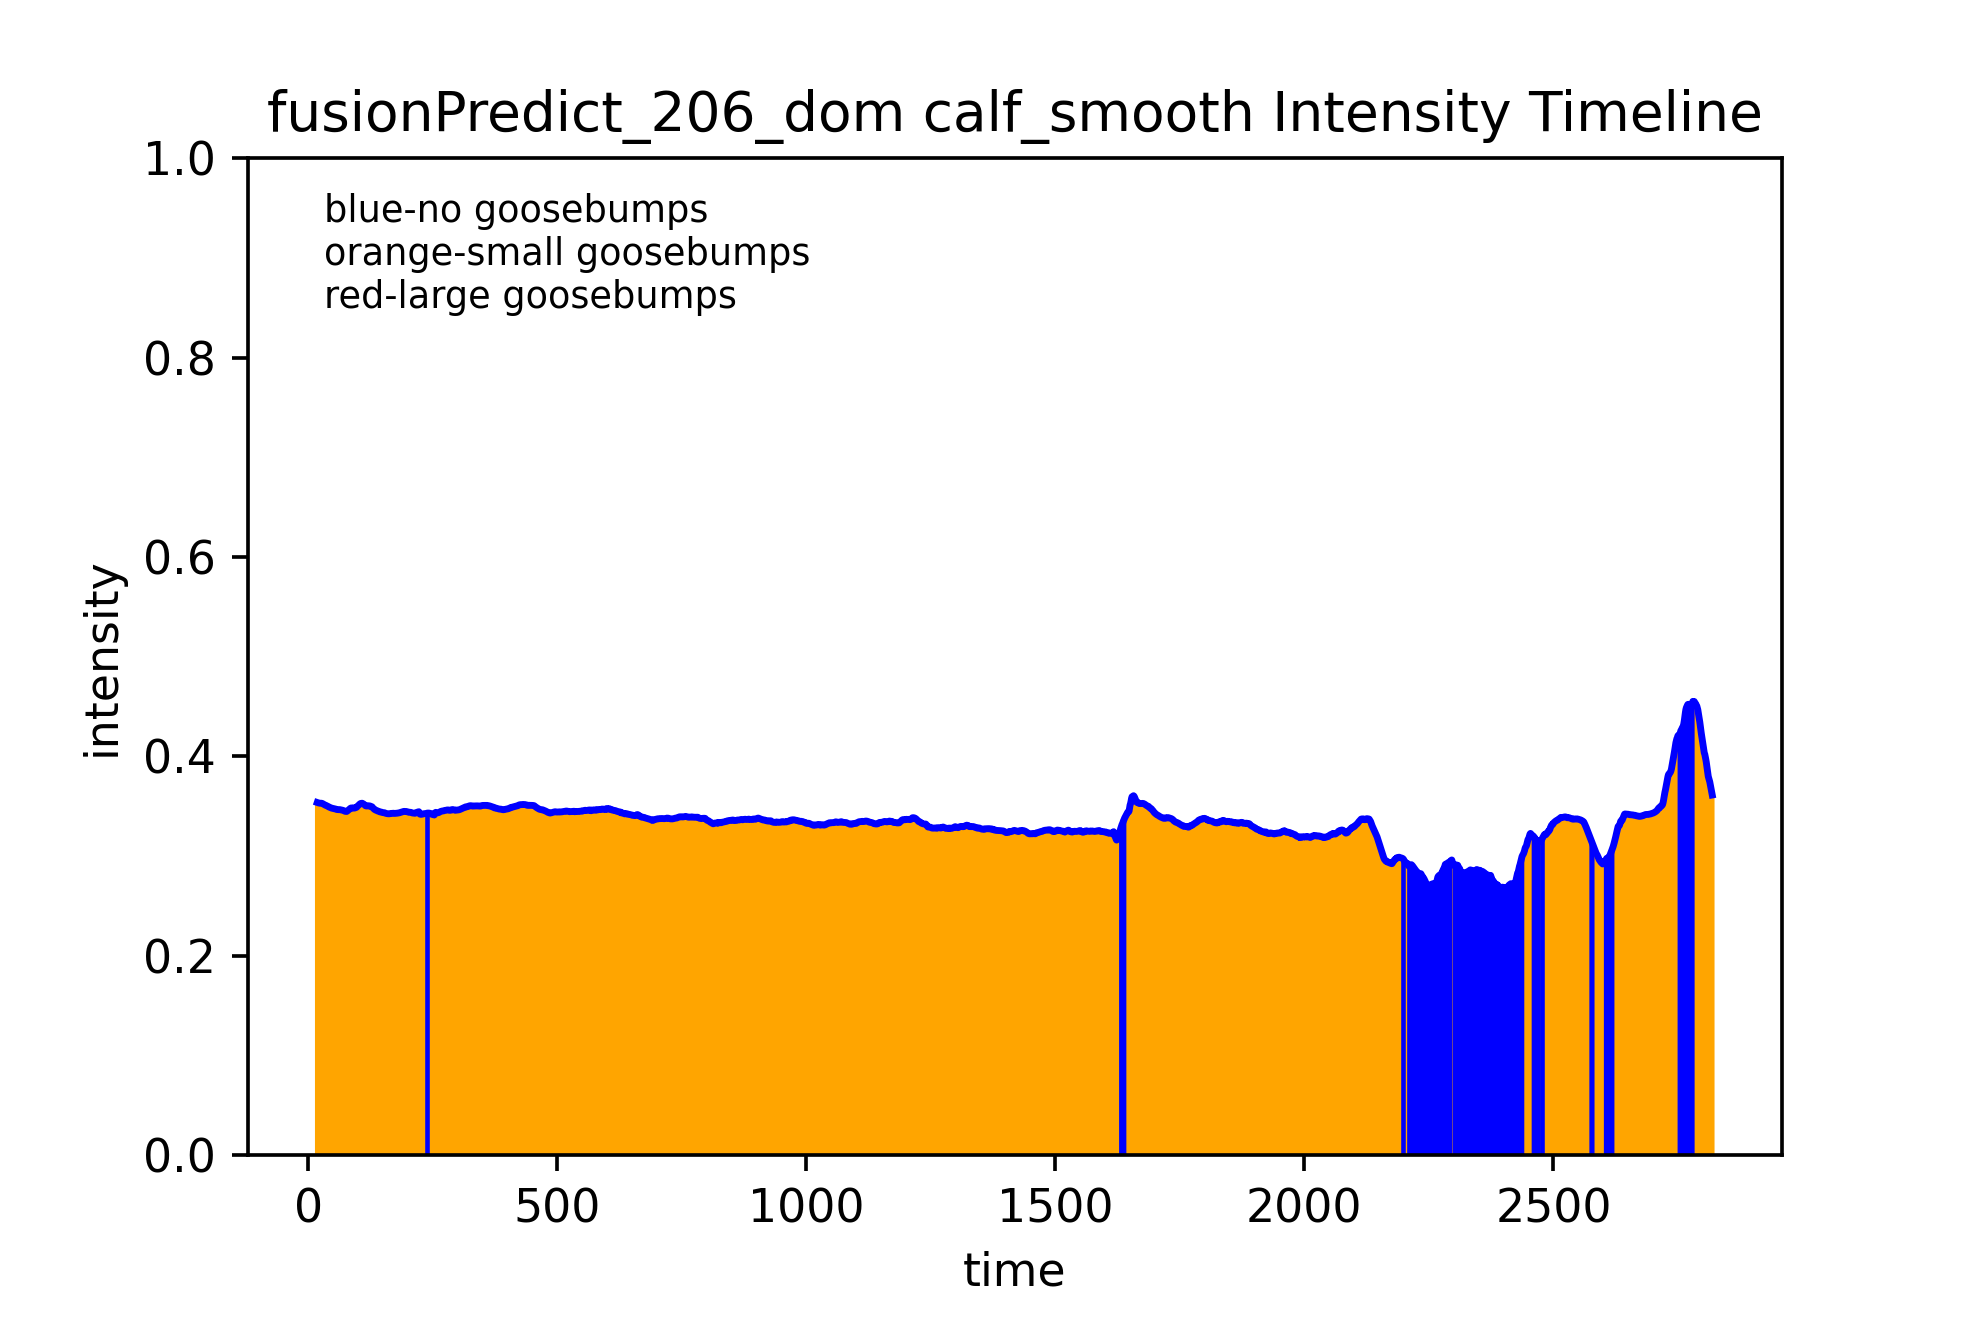 fusionPredict_206_dom calf_smooth Intensity Timeline
1.0
blue-no goosebumps
orange-small goosebumps
red-large goosebumps
0.8
0.6
intensity
0.4
0.2
0.0
0 500 1000 1500 2000 2500
time